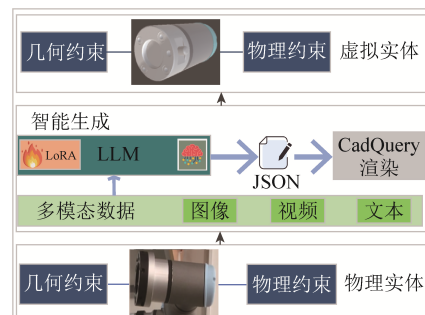 几何约束 物理约束 虚拟实体
智能生成
LoRA LLM JSON CadQuery
渲染
多模态数据 图像 视频 文本
几何约束 物理约束 物理实体